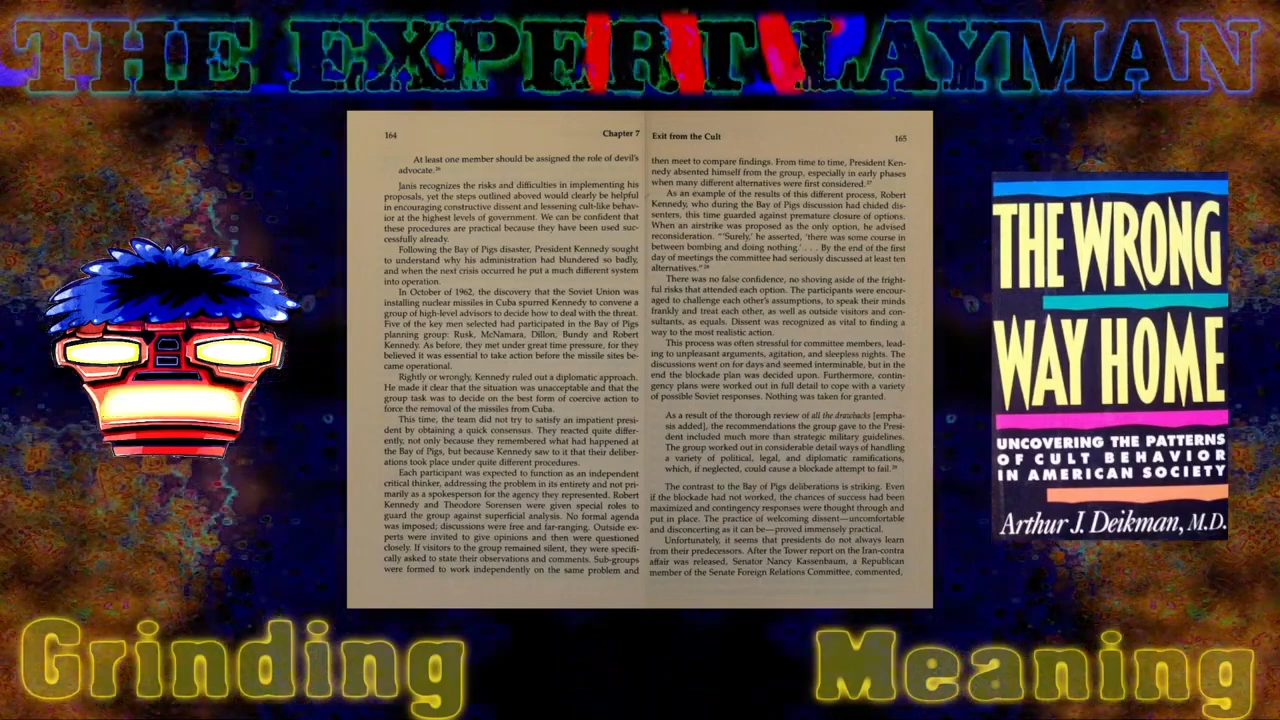 THE EXPERT LAYMAN
164
Chapter 7
At least one member should be assigned the role of devil's
advocate.²⁶
Janis recognizes the risks and difficulties in implementing his
proposals, yet the steps outlined aboved would clearly be helpful
in encouraging constructive dissent and lessening cult-like behav-
ior at the highest levels of government. We can be confident that
these procedures are practical because they have been used suc-
cessfully already.
Following the Bay of Pigs disaster, President Kennedy sought
to understand why his administration had blundered so badly,
and when the next crisis occurred he put a much different system
into operation.
In October of 1962, the discovery that the Soviet Union was
installing nuclear missiles in Cuba spurred Kennedy to convene a
group of high-level advisors to decide how to deal with the threat.
Five of the key men selected had participated in the Bay of Pigs
planning group: Rusk, McNamara, Dillon, Bundy and Robert
Kennedy. As before, they met under great time pressure, for they
believed it was essential to take action before the missile sites be-
came operational.
Rightly or wrongly, Kennedy ruled out a diplomatic approach.
He made it clear that the situation was unacceptable and that the
group task was to decide on the best form of coercive action to
force the removal of the missiles from Cuba.
This time, the team did not try to satisfy an impatient presi-
dent by obtaining a quick consensus. They reacted quite differ-
ently, not only because they remembered what had happened at
the Bay of Pigs, but because Kennedy saw to it that their deliber-
ations took place under quite different procedures.
Each participant was expected to function as an independent
critical thinker, addressing the problem in its entirety and not pri-
marily as a spokesperson for the agency they represented. Robert
Kennedy and Theodore Sorensen were given special roles to
guard the group against superficial analysis. No formal agenda
was imposed; discussions were free and far-ranging. Outside ex-
perts were invited to give opinions and then were questioned
closely. If visitors to the group remained silent, they were specifi-
cally asked to state their observations and comments. Sub-groups
were formed to work independently on the same problem and
Exit from the Cult
165
then meet to compare findings. From time to time, President Ken-
nedy absented himself from the group, especially in early phases
when many different alternatives were first considered.²⁷
As an example of the results of this different process, Robert
Kennedy, who during the Bay of Pigs discussion had chided dis-
senters, this time guarded against premature closure of options.
When an airstrike was proposed as the only option, he advised
reconsideration. "'Surely,' he asserted, 'there was some course in
between bombing and doing nothing.' . . . By the end of the first
day of meetings the committee had seriously discussed at least ten
alternatives."²⁸
There was no false confidence, no shoving aside of the fright-
ful risks that attended each option. The participants were encour-
aged to challenge each other's assumptions, to speak their minds
frankly and treat each other, as well as outside visitors and con-
sultants, as equals. Dissent was recognized as vital to finding a
way to the most realistic action.
This process was often stressful for committee members, lead-
ing to unpleasant arguments, agitation, and sleepless nights. The
discussions went on for days and seemed interminable, but in the
end the blockade plan was decided upon. Furthermore, contin-
gency plans were worked out in full detail to cope with a variety
of possible Soviet responses. Nothing was taken for granted.
As a result of the thorough review of all the drawbacks [empha-
sis added], the recommendations the group gave to the Presi-
dent included much more than strategic military guidelines.
The group worked out in considerable detail ways of handling
a variety of political, legal, and diplomatic ramifications,
which, if neglected, could cause a blockade attempt to fail.²⁹
The contrast to the Bay of Pigs deliberations is striking. Even
if the blockade had not worked, the chances of success had been
maximized and contingency responses were thought through and
put in place. The practice of welcoming dissent—uncomfortable
and disconcerting as it can be—proved immensely practical.
Unfortunately, it seems that presidents do not always learn
from their predecessors. After the Tower report on the Iran-contra
affair was released, Senator Nancy Kassenbaum, a Republican
member of the Senate Foreign Relations Committee, commented,
THE WRONG
WAY HOME
UNCOVERING THE PATTERNS
OF CULT BEHAVIOR
IN AMERICAN SOCIETY
Arthur J. Deikman, M.D.
Grinding
Meaning